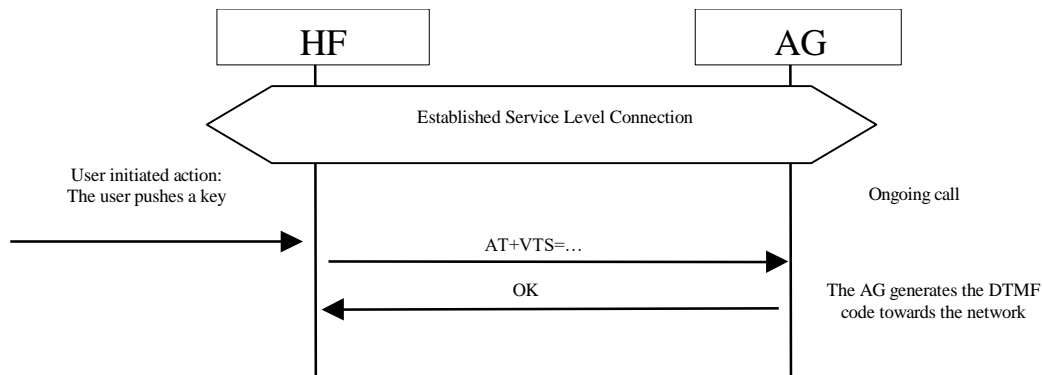 HF
AG
Established Service Level Connection
User initiated action:
The user pushes a key
Ongoing call
AT+VTS=…
OK
The AG generates the DTMF
code towards the network